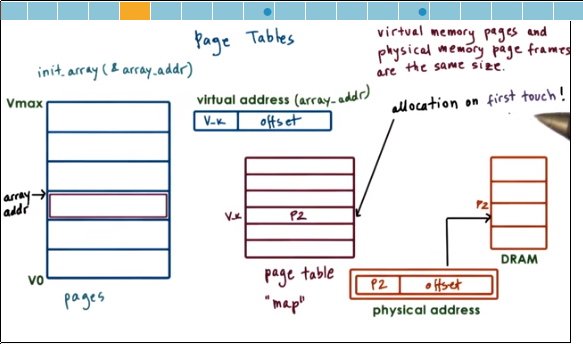 Page Tables
virtual memory pages and
physical memory page frames
are the same size.
init_array(& array_addr)
Vmax
virtual address (array_addr)
V_k offset
allocation on first touch!
array
addr
V_k P2
P2
V0
pages
page table
"map"
DRAM
P2 offset
physical address